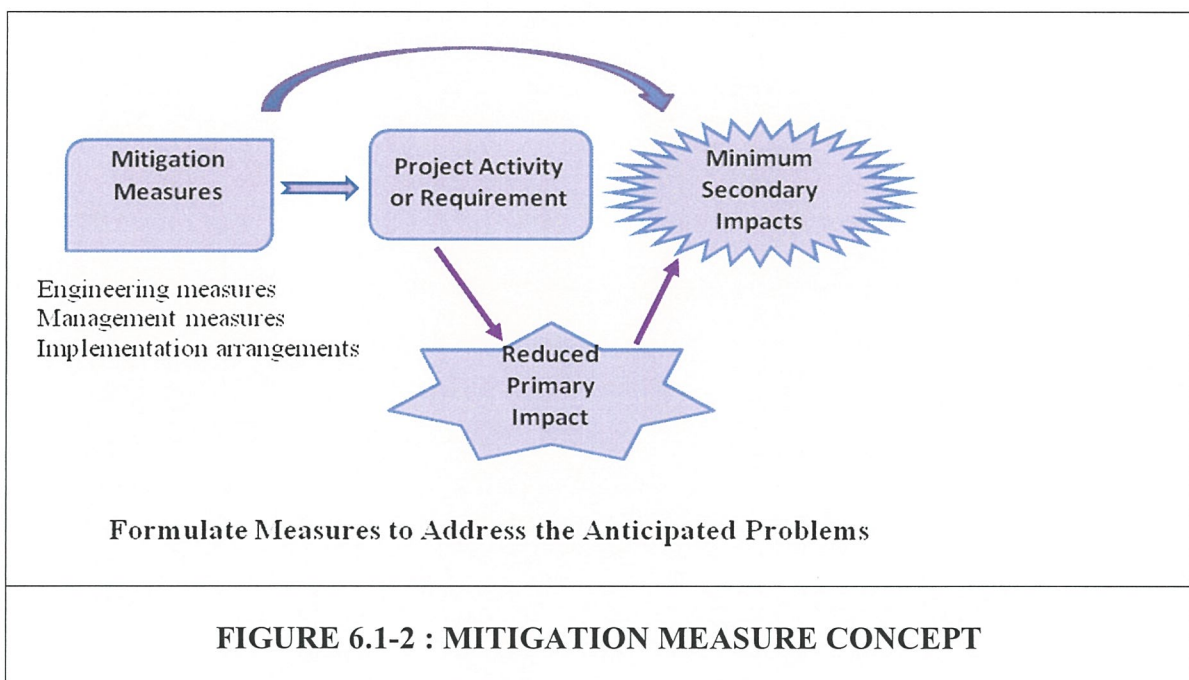 Mitigation
Measures
Project Activity
or Requirement
Minimum
Secondary
Impacts
Engineering measures
Management measures
Implementation arrangements
Reduced
Primary
Impact
Formulate Measures to Address the Anticipated Problems
FIGURE 6.1-2 : MITIGATION MEASURE CONCEPT